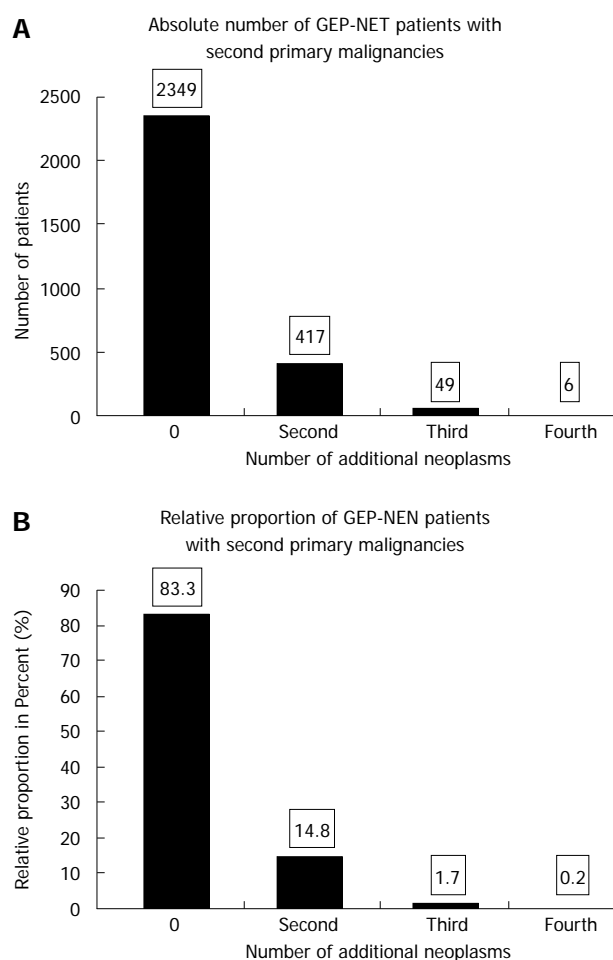 A
Absolute number of GEP-NET patients with
second primary malignancies
Number of patients
2500
2000
1500
1000
500
0
2349
417
49
6
0 Second Third Fourth
Number of additional neoplasms
B
Relative proportion of GEP-NEN patients
with second primary malignancies
Relative proportion in Percent (%)
90
80
70
60
50
40
30
20
10
0
83.3
14.8
1.7
0.2
0 Second Third Fourth
Number of additional neoplasms